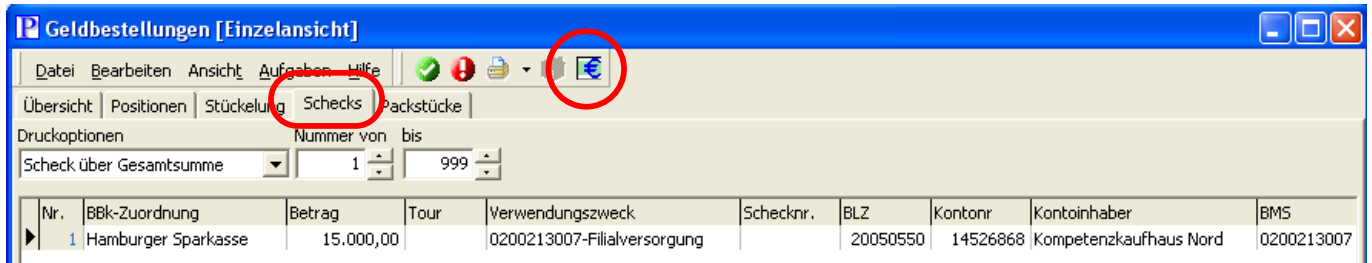 Geldbestellungen [Einzelansicht]
Datei Bearbeiten Ansicht Aufgaben Hilfe
Übersicht Positionen Stückelung Schecks Packstücke
Druckoptionen Nummer von bis
Scheck über Gesamtsumme 1 999
Nr. BBk-Zuordnung Betrag Tour Verwendungszweck Schecknr. BLZ Kontonr Kontoinhaber BMS
1 Hamburger Sparkasse 15.000,00 0200213007-Filialversorgung 20050550 14526868 Kompetenzkaufhaus Nord 0200213007